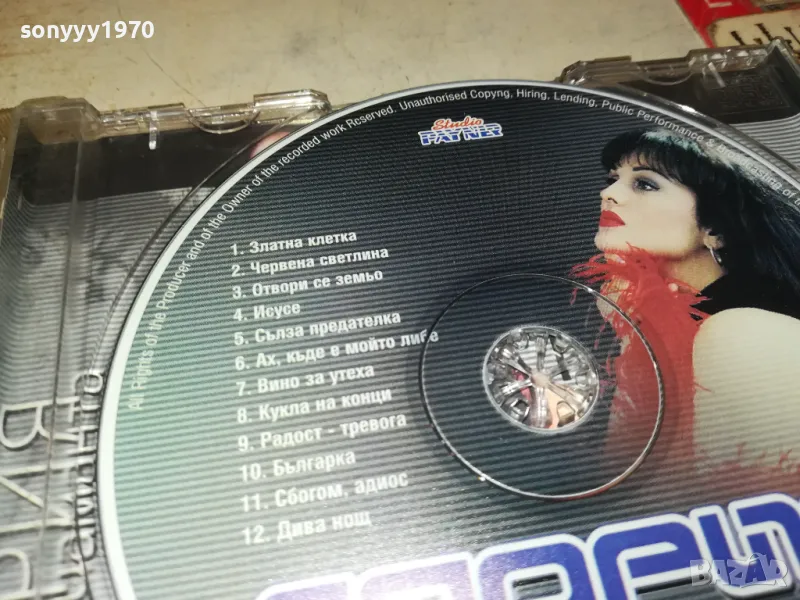 sonyyy1970
All Rights of the Producer and of the Owner of the recorded work Rcserved. Unauthorised Copyng, Hiring, Lending, Public Performance &
Studio
PAYNER
1. Златна клетка
2. Червена светлина
3. Отвори се земьо
4. Исусе
5. Сълза предателка
6. Ах, къде е мойто либе
7. Вино за утеха
8. Кукла на конци
9. Радост - тревога
10. Българка
11. Сбогом, адиос
12. Дива нощ
bazar